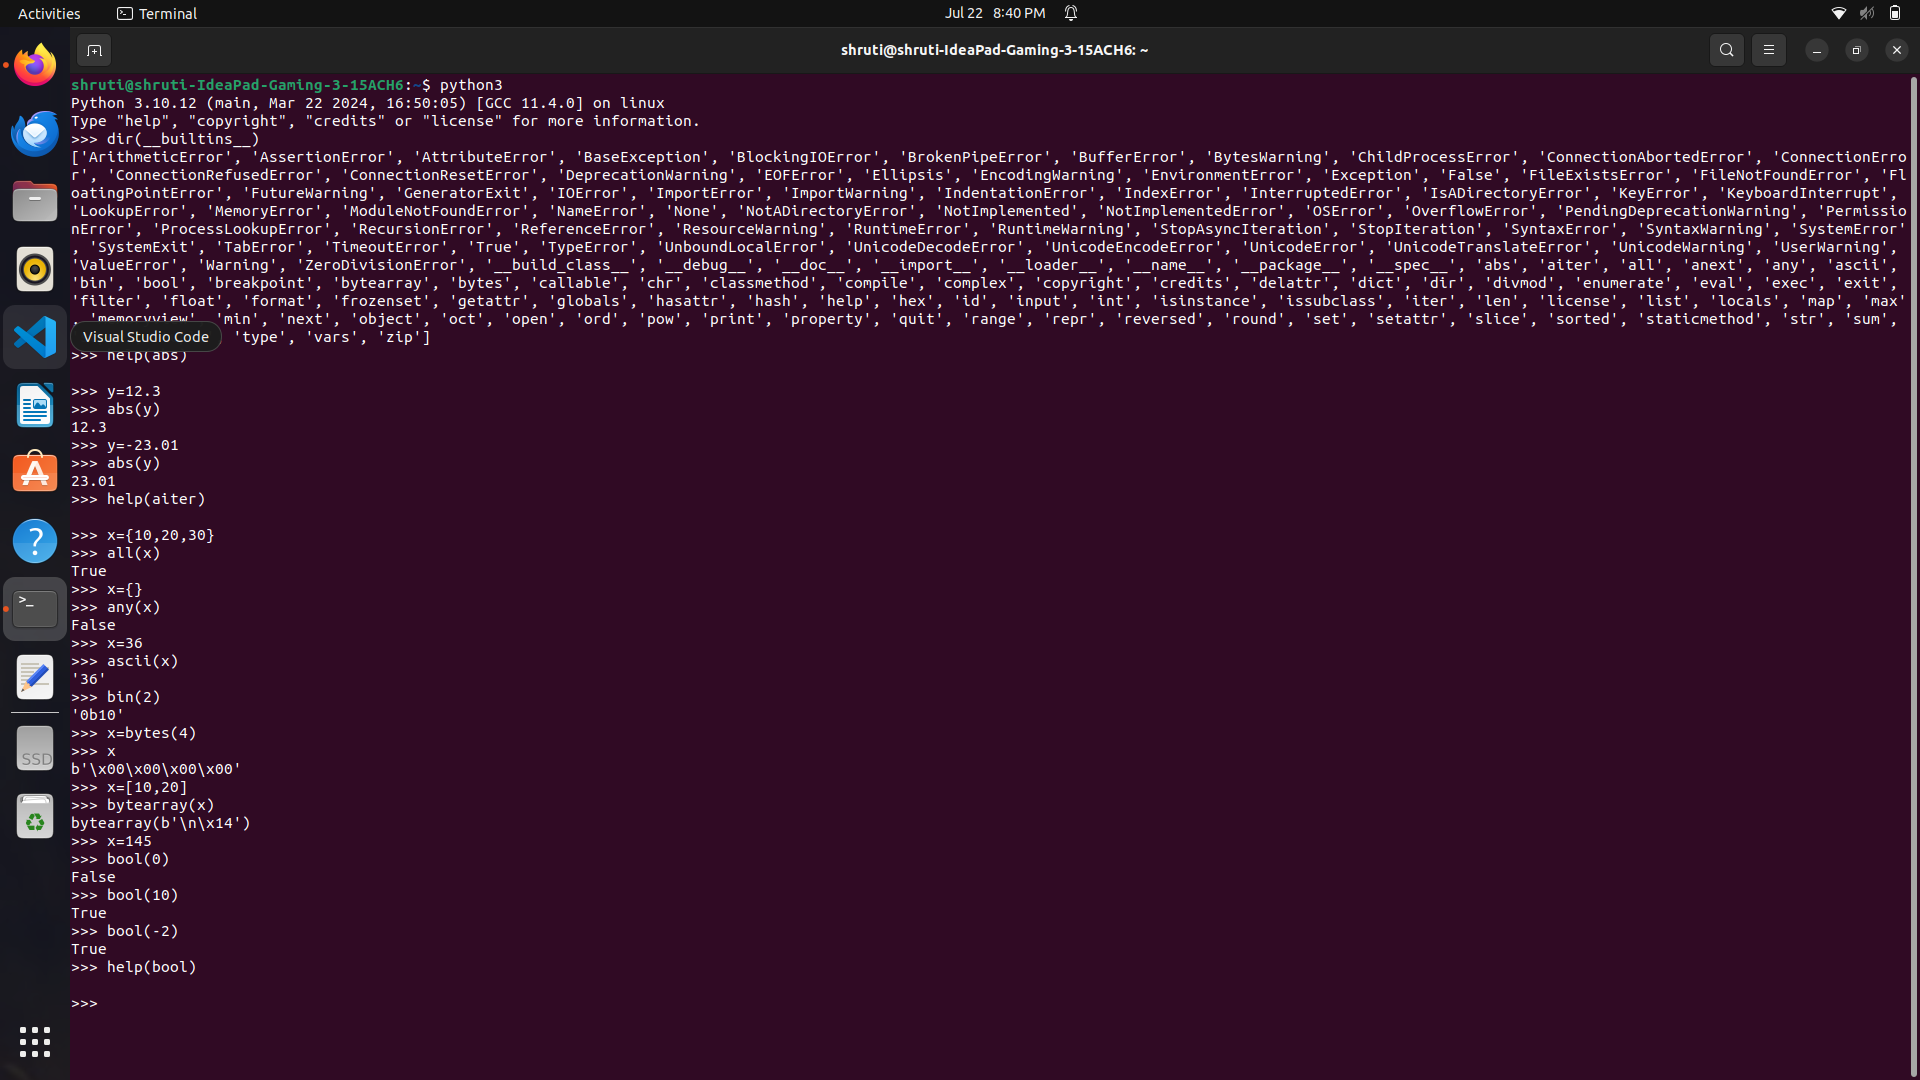 Activities
Terminal
Jul 22 8:40 PM
shruti@shruti-IdeaPad-Gaming-3-15ACH6: ~
shruti@shruti-IdeaPad-Gaming-3-15ACH6:~$ python3
Python 3.10.12 (main, Mar 22 2024, 16:50:05) [GCC 11.4.0] on linux
Type "help", "copyright", "credits" or "license" for more information.
>>> dir(__builtins__)
['ArithmeticError', 'AssertionError', 'AttributeError', 'BaseException', 'BlockingIOError', 'BrokenPipeError', 'BufferError', 'BytesWarning', 'ChildProcessError', 'ConnectionAbortedError', 'ConnectionErro
r', 'ConnectionRefusedError', 'ConnectionResetError', 'DeprecationWarning', 'EOFError', 'Ellipsis', 'EncodingWarning', 'EnvironmentError', 'Exception', 'False', 'FileExistsError', 'FileNotFoundError', 'Fl
oatingPointError', 'FutureWarning', 'GeneratorExit', 'IOError', 'ImportError', 'ImportWarning', 'IndentationError', 'IndexError', 'InterruptedError', 'IsADirectoryError', 'KeyError', 'KeyboardInterrupt',
'LookupError', 'MemoryError', 'ModuleNotFoundError', 'NameError', 'None', 'NotADirectoryError', 'NotImplemented', 'NotImplementedError', 'OSError', 'OverflowError', 'PendingDeprecationWarning', 'Permissio
nError', 'ProcessLookupError', 'RecursionError', 'ReferenceError', 'ResourceWarning', 'RuntimeError', 'RuntimeWarning', 'StopAsyncIteration', 'StopIteration', 'SyntaxError', 'SyntaxWarning', 'SystemError'
, 'SystemExit', 'TabError', 'TimeoutError', 'True', 'TypeError', 'UnboundLocalError', 'UnicodeDecodeError', 'UnicodeEncodeError', 'UnicodeError', 'UnicodeTranslateError', 'UnicodeWarning', 'UserWarning',
'ValueError', 'Warning', 'ZeroDivisionError', '__build_class__', '__debug__', '__doc__', '__import__', '__loader__', '__name__', '__package__', '__spec__', 'abs', 'aiter', 'all', 'anext', 'any', 'ascii',
'bin', 'bool', 'breakpoint', 'bytearray', 'bytes', 'callable', 'chr', 'classmethod', 'compile', 'complex', 'copyright', 'credits', 'delattr', 'dict', 'dir', 'divmod', 'enumerate', 'eval', 'exec', 'exit',
'filter', 'float', 'format', 'frozenset', 'getattr', 'globals', 'hasattr', 'hash', 'help', 'hex', 'id', 'input', 'int', 'isinstance', 'issubclass', 'iter', 'len', 'license', 'list', 'locals', 'map', 'max'
, 'memoryview', 'min', 'next', 'object', 'oct', 'open', 'ord', 'pow', 'print', 'property', 'quit', 'range', 'repr', 'reversed', 'round', 'set', 'setattr', 'slice', 'sorted', 'staticmethod', 'str', 'sum',
Visual Studio Code
'type', 'vars', 'zip']
>>> help(abs)
>>> y=12.3
>>> abs(y)
12.3
>>> y=-23.01
>>> abs(y)
23.01
>>> help(aiter)
>>> x={10,20,30}
>>> all(x)
True
>>> x={}
>>> any(x)
False
>>> x=36
>>> ascii(x)
'36'
>>> bin(2)
'0b10'
>>> x=bytes(4)
>>> x
b'\x00\x00\x00\x00'
>>> x=[10,20]
>>> bytearray(x)
bytearray(b'\n\x14')
>>> x=145
>>> bool(0)
False
>>> bool(10)
True
>>> bool(-2)
True
>>> help(bool)
>>>
SSD